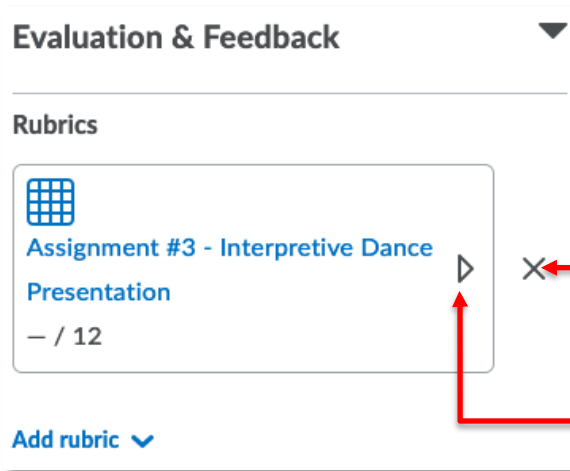 Evaluation & Feedback
Rubrics
Assignment #3 - Interpretive Dance
Presentation
– / 12
Add rubric